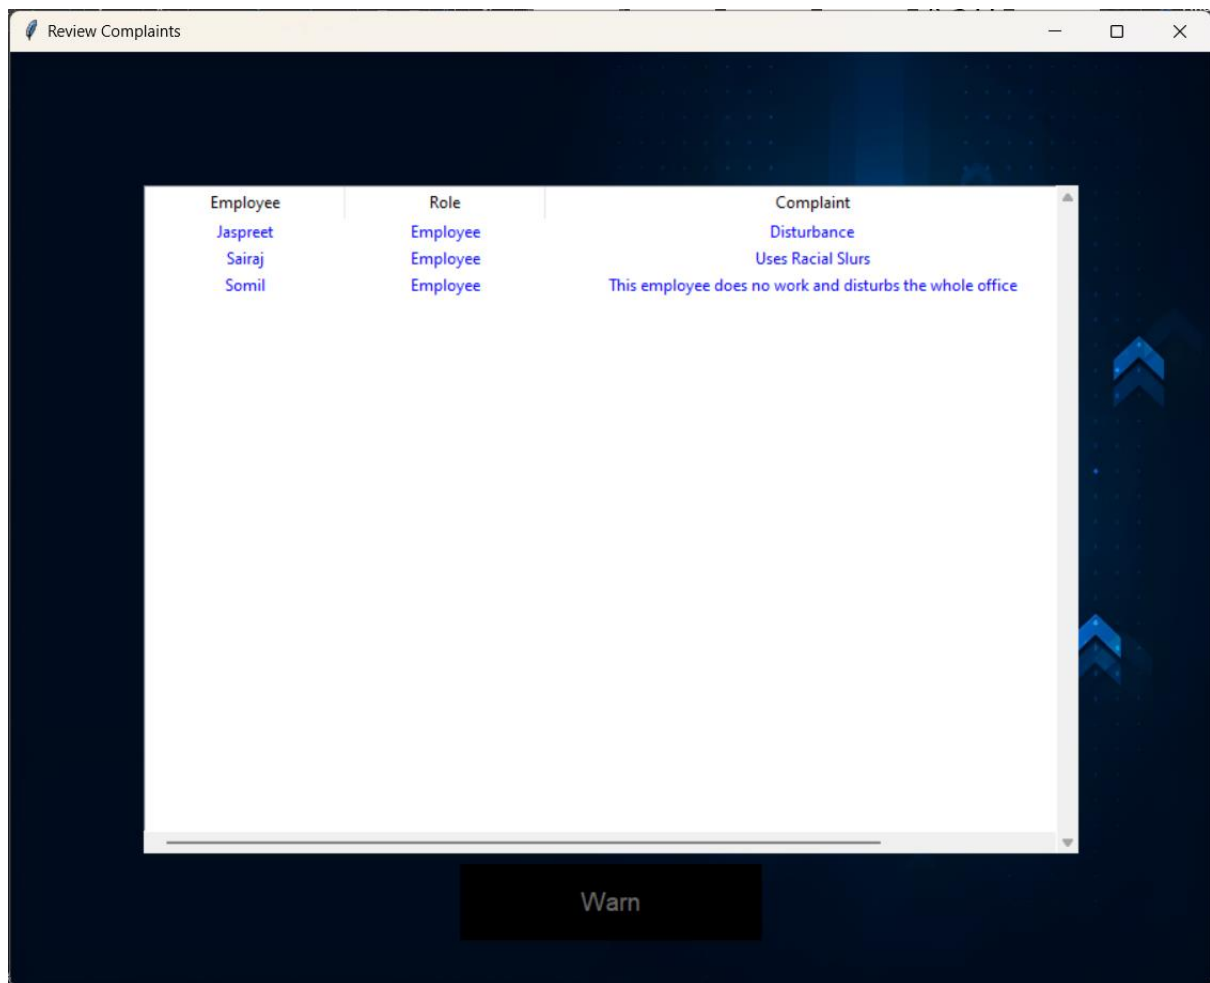 Review Complaints
Employee Role Complaint
Jaspreet Employee Disturbance
Sairaj Employee Uses Racial Slurs
Somil Employee This employee does no work and disturbs the whole office
Warn